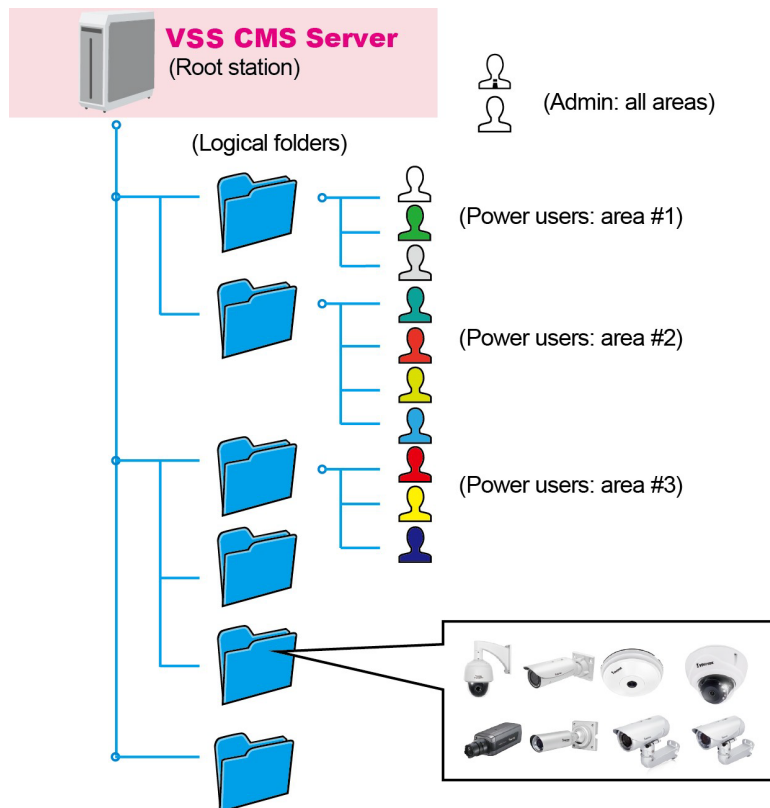 VSS CMS Server
(Root station)
(Admin: all areas)
(Logical folders)
(Power users: area #1)
(Power users: area #2)
(Power users: area #3)